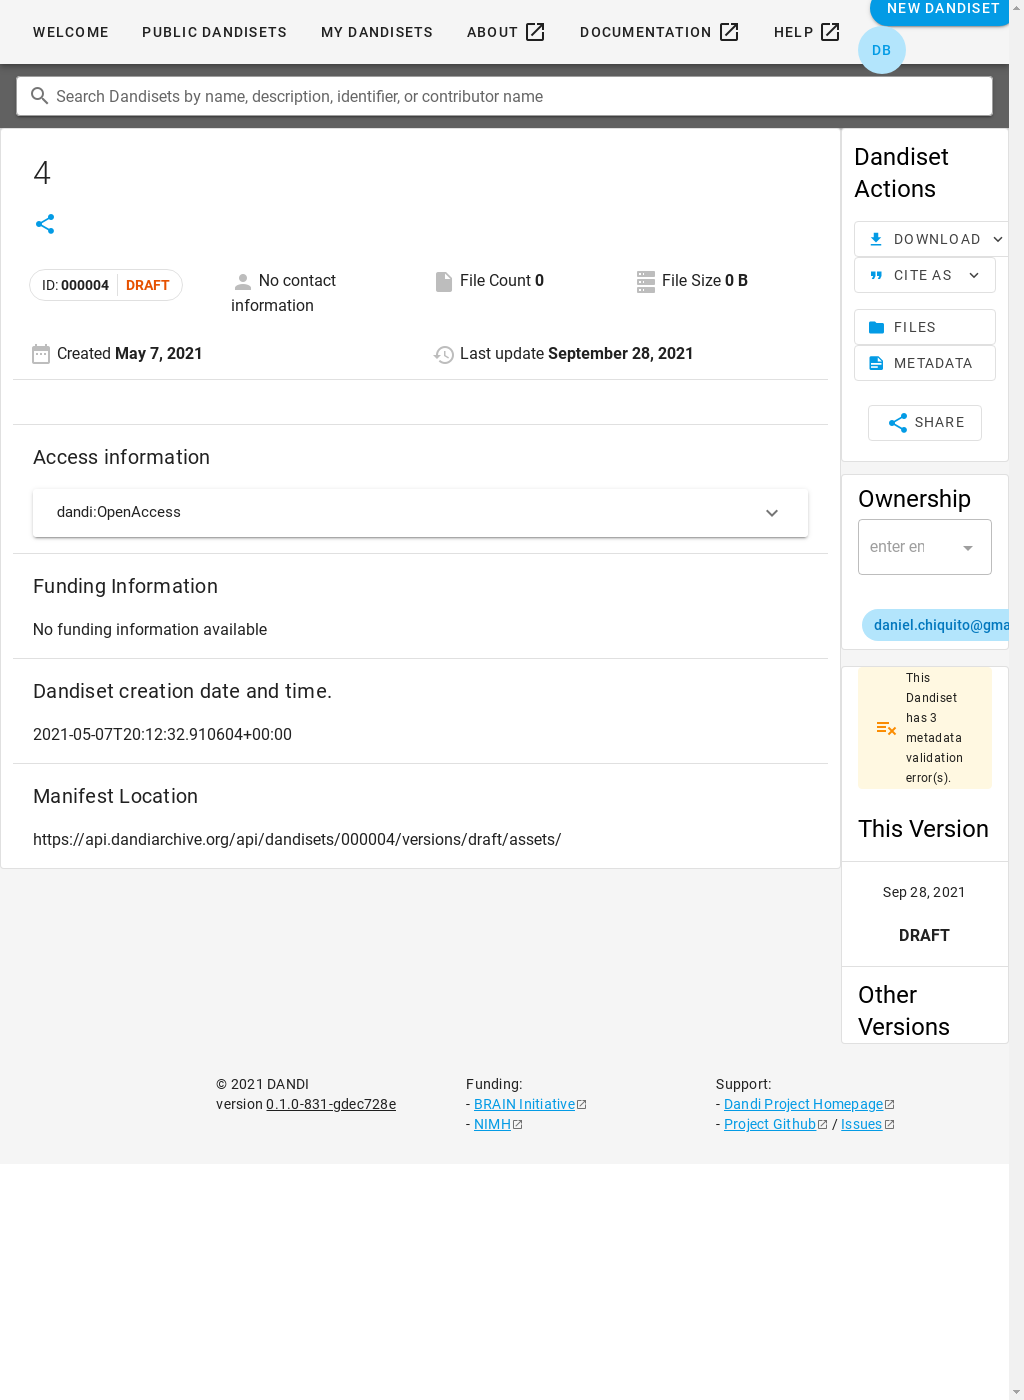 WELCOME PUBLIC DANDISETS MY DANDISETS ABOUT DOCUMENTATION HELP NEW DANDISET
DB
Search Dandisets by name, description, identifier, or contributor name
4
ID: 000004 DRAFT
No contact
information
File Count 0
File Size 0 B
Created May 7, 2021
Last update September 28, 2021
Access information
dandi:OpenAccess
Funding Information
No funding information available
Dandiset creation date and time.
2021-05-07T20:12:32.910604+00:00
Manifest Location
https://api.dandiarchive.org/api/dandisets/000004/versions/draft/assets/
Dandiset
Actions
DOWNLOAD
CITE AS
FILES
METADATA
SHARE
Ownership
enter en
daniel.chiquito@gma
This
Dandiset
has 3
metadata
validation
error(s).
This Version
Sep 28, 2021
DRAFT
Other
Versions
© 2021 DANDI
version 0.1.0-831-gdec728e
Funding:
- BRAIN Initiative
- NIMH
Support:
- Dandi Project Homepage
- Project Github / Issues